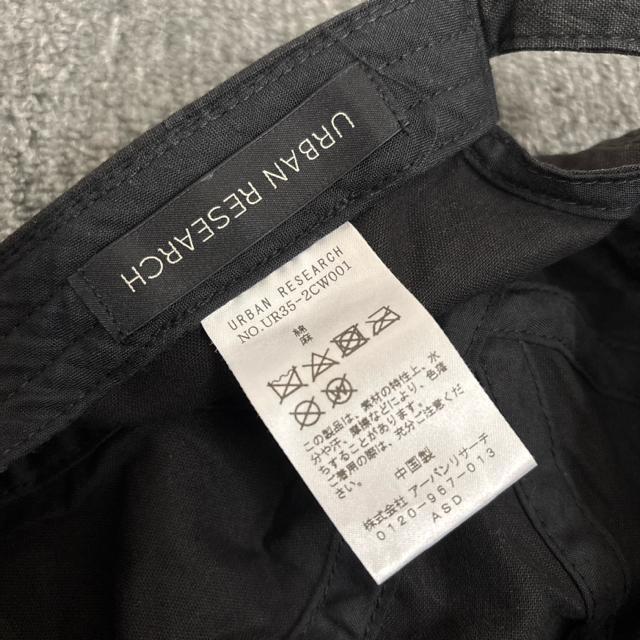 URBAN RESEARCH
URBAN RESEARCH
NO.UR35-2CW001
綿
麻
この製品は、素材の特性上、水
分やホ、摩擦などにより、色落
ちすることがあります。
ご着用の際は、充分ご注意くだ
さい。
中国製
株式会社 アーバンリサーチ
0120-967-013
ASD